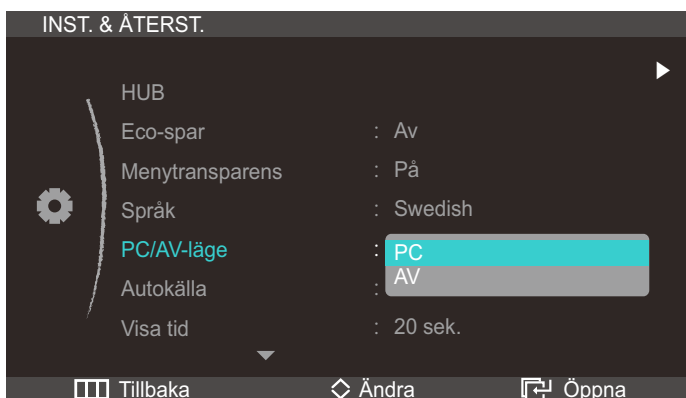 INST. & ÅTERST.
HUB
Eco-spar : Av
Menytransparens : På
Språk : Swedish
PC/AV-läge : PC
AV
Autokälla :
Visa tid : 20 sek.
Tillbaka Ändra Öppna